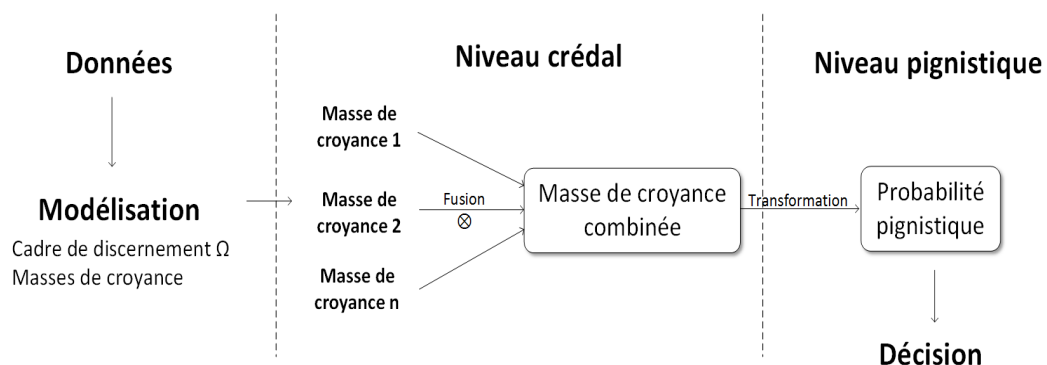 Données
Modélisation
Cadre de discernement Ω
Masses de croyance
Niveau crédal
Masse de
croyance 1
Masse de
croyance 2
Masse de
croyance n
Fusion
⊗
Masse de croyance
combinée
Transformation
Niveau pignistique
Probabilité
pignistique
Décision